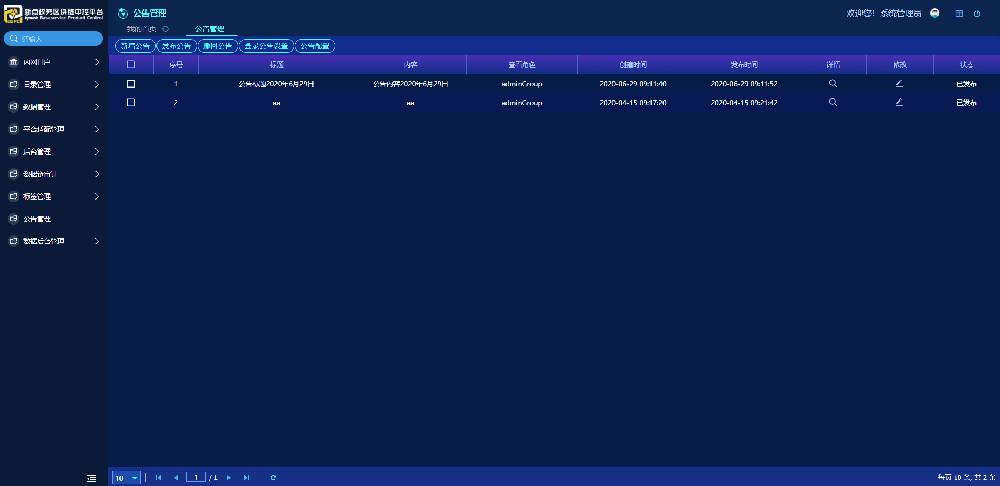 新点政务区块链中控平台
Epoint Baseservice Product Control
EBPC
请输入
内网门户
目录管理
数据管理
平台适配管理
后台管理
数据链审计
标签管理
公告管理
数据后台管理
公告管理
欢迎您！系统管理员
我的首页 公告管理
新增公告 发布公告 撤回公告 登录公告设置 公告配置
序号 标题 内容 查看角色 创建时间 发布时间 详情 修改 状态
1 公告标题2020年6月29日 公告内容2020年6月29日 adminGroup 2020-06-29 09:11:40 2020-06-29 09:11:52 已发布
2 aa aa adminGroup 2020-04-15 09:17:20 2020-04-15 09:21:42 已发布
10 1 / 1 每页 10 条, 共 2 条